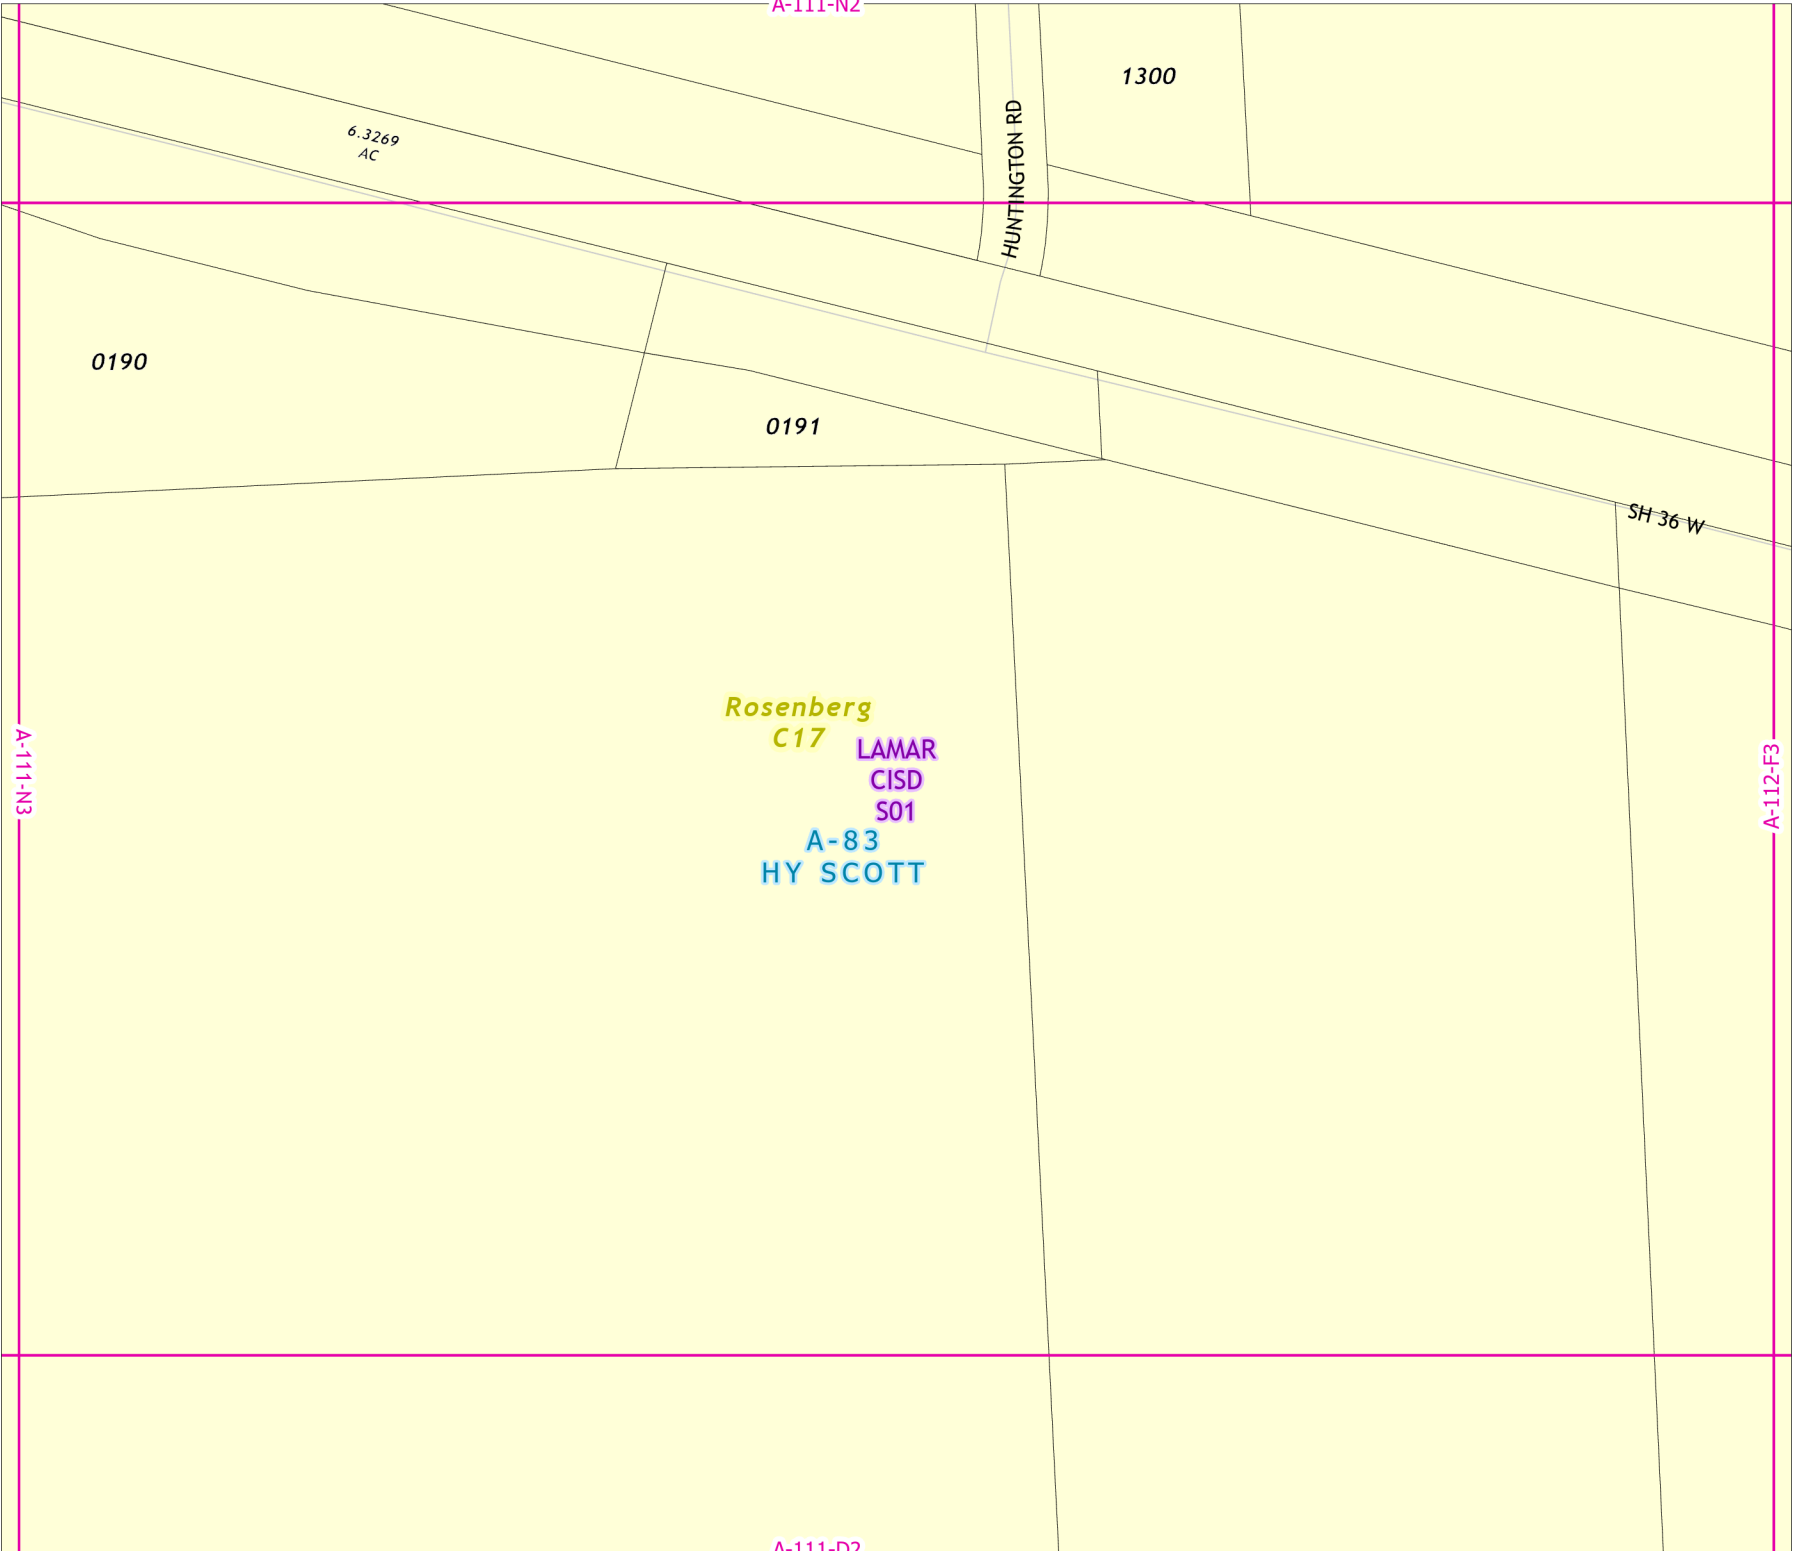 A-111-N2
1300
HUNTINGTON RD
6.3269
AC
0190
0191
SH 36 W
Rosenberg
C17
LAMAR
CISD
S01
A-83
HY SCOTT
A-111-N3
A-112-F3
A-111-D2